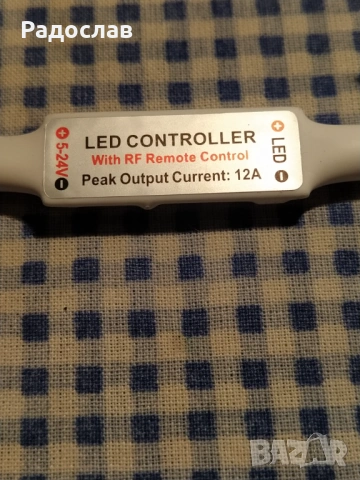 Радослав
5-24V
LED CONTROLLER
With RF Remote Control
Peak Output Current: 12A
LED
BAZAR